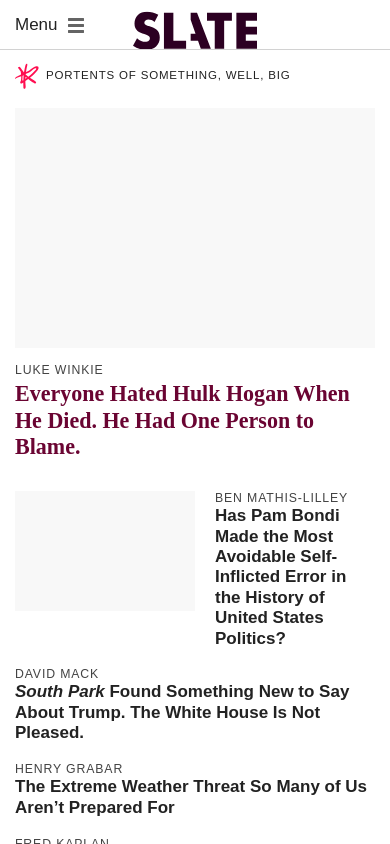 Menu
SLATE
PORTENTS OF SOMETHING, WELL, BIG
LUKE WINKIE
Everyone Hated Hulk Hogan When
He Died. He Had One Person to
Blame.
BEN MATHIS-LILLEY
Has Pam Bondi
Made the Most
Avoidable Self-
Inflicted Error in
the History of
United States
Politics?
DAVID MACK
South Park Found Something New to Say
About Trump. The White House Is Not
Pleased.
HENRY GRABAR
The Extreme Weather Threat So Many of Us
Aren’t Prepared For
FRED KAPLAN